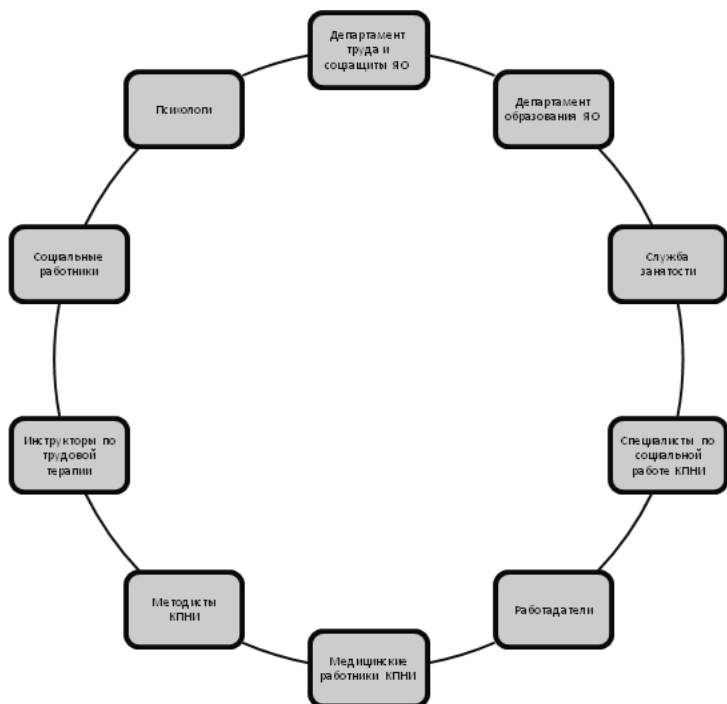 Департамент
труда и
соцзащиты ЯО
Департамент
образования ЯО
Служба
занятости
Специалисты по
социальной
работе КПНИ
Работадатели
Медицинские
работники КПНИ
Методисты
КПНИ
Инструкторы по
трудовой
терапии
Социальные
работники
Психологи